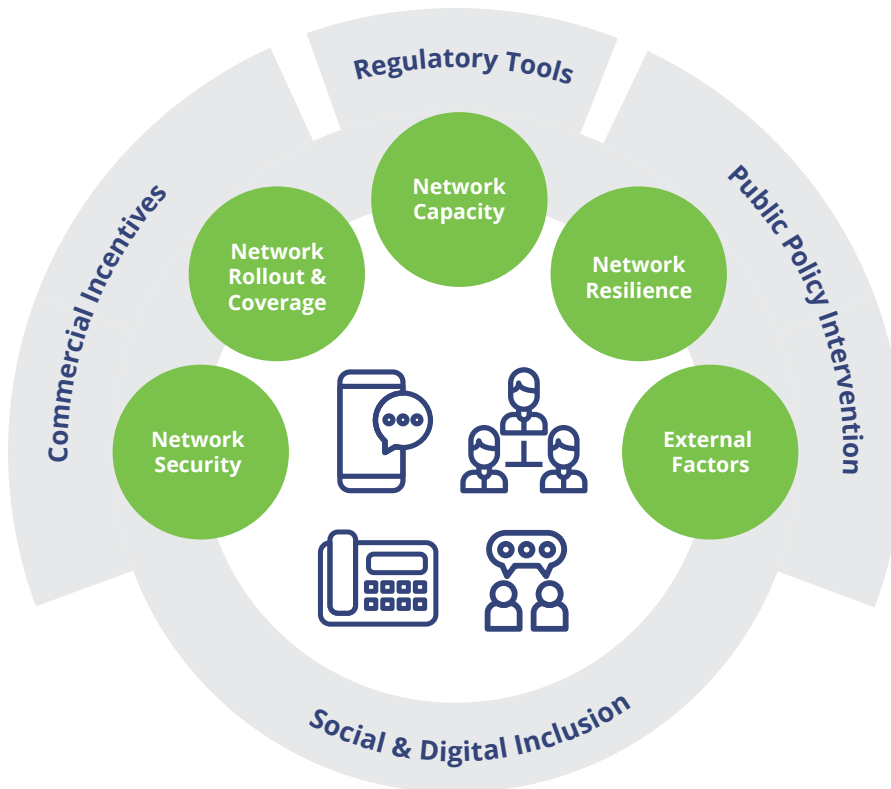 Regulatory Tools
Commercial Incentives
Public Policy Intervention
Network
Capacity
Network
Rollout &
Coverage
Network
Resilience
Network
Security
External
Factors
Social & Digital Inclusion